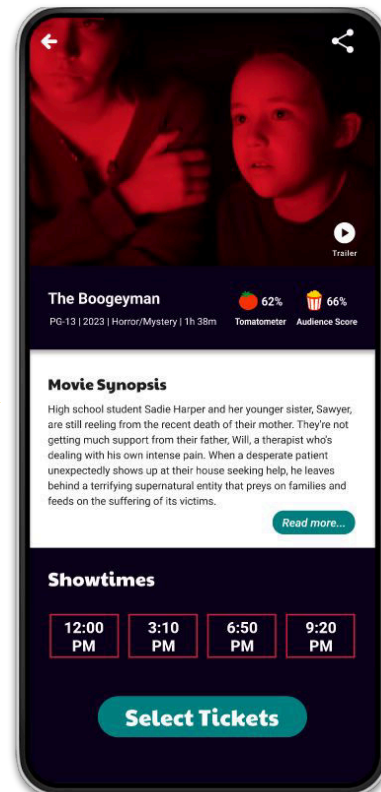 Trailer
The Boogeyman
62%
66%
PG-13 | 2023 | Horror/Mystery | 1h 38m
Tomatometer
Audience Score
Movie Synopsis
High school student Sadie Harper and her younger sister, Sawyer,
are still reeling from the recent death of their mother. They're not
getting much support from their father, Will, a therapist who's
dealing with his own intense pain. When a desperate patient
unexpectedly shows up at their house seeking help, he leaves
behind a terrifying supernatural entity that preys on families and
feeds on the suffering of its victims.
Read more...
Showtimes
12:00
PM
3:10
PM
6:50
PM
9:20
PM
Select Tickets